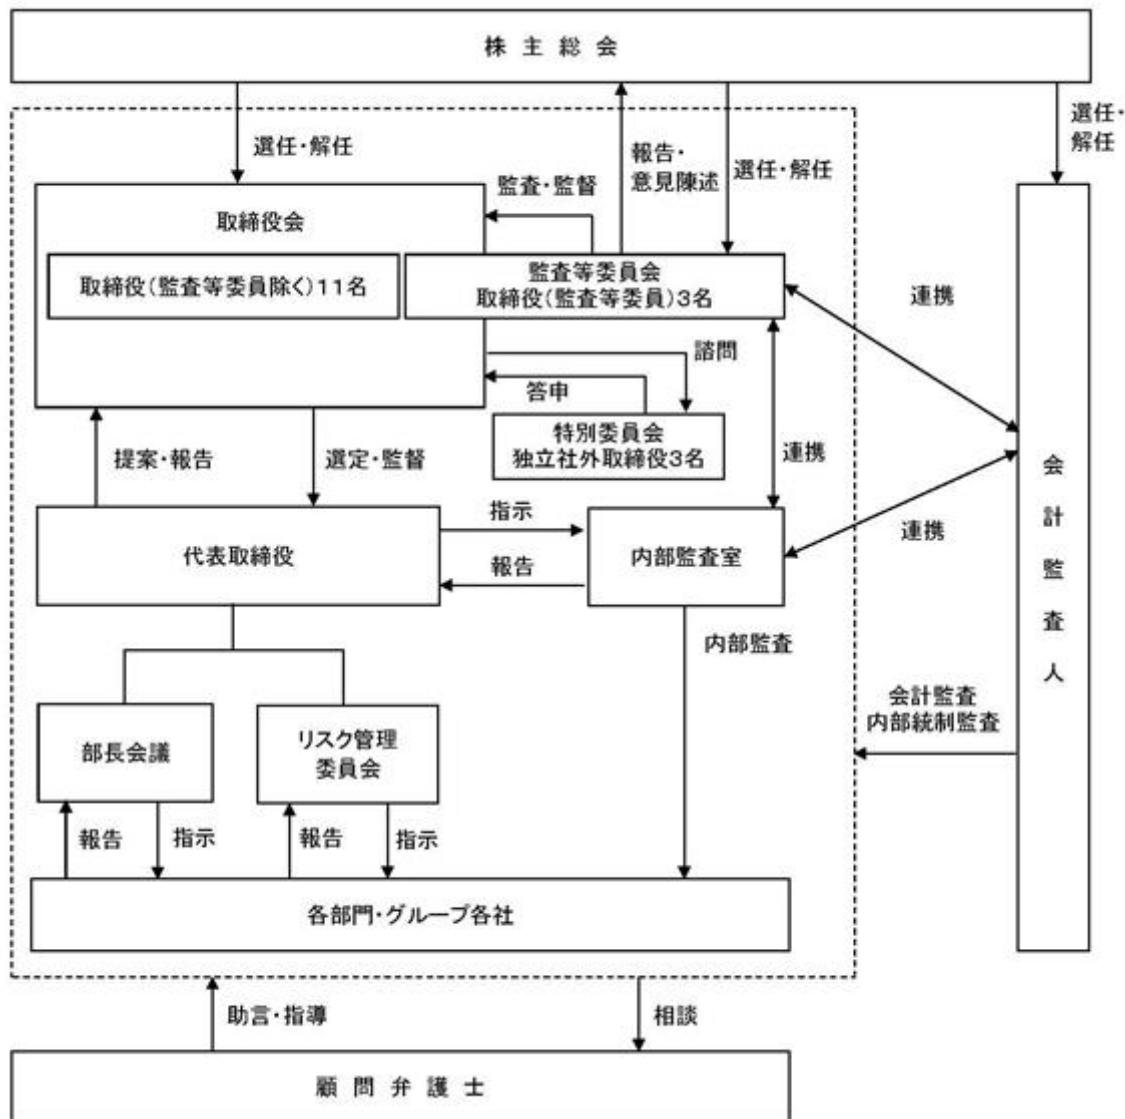 株主総会
選任・解任
報告・
意見陳述
選任・解任
選任・
解任
監査・監督
取締役会
取締役(監査等委員除く)11名
監査等委員会
取締役(監査等委員)3名
連携
諮問
答申
特別委員会
独立社外取締役3名
提案・報告
選定・監督
連携
指示
代表取締役
報告
内部監査室
連携
会計監査人
内部監査
会計監査
内部統制監査
部長会議
リスク管理
委員会
報告
指示
報告
指示
各部門・グループ各社
助言・指導
相談
顧問弁護士